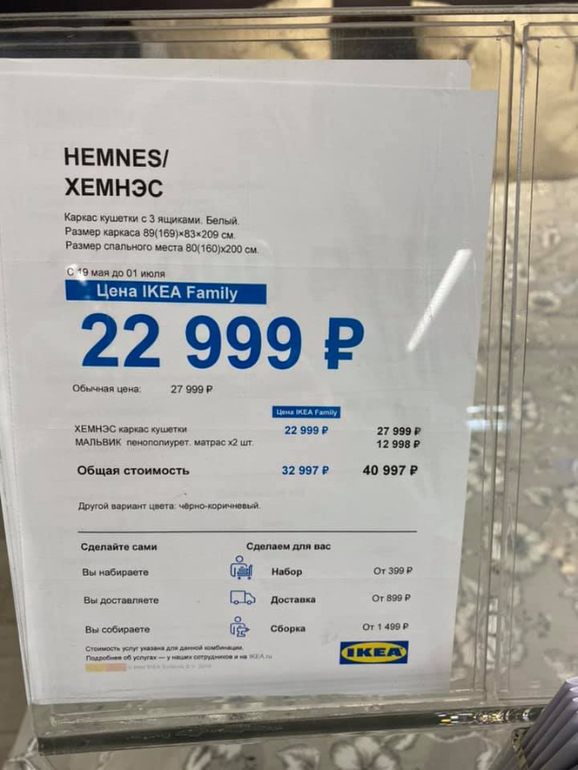 HEMNES/
ХЕМНЭС
Каркас кушетки с 3 ящиками. Белый.
Размер каркаса 89(169)×83×209 см.
Размер спального места 80(160)х200 см.
С 19 мая до 01 июля
Цена IKEA Family
22 999 ₽
Обычная цена: 27 999 ₽
Цена IKEA Family
ХЕМНЭС каркас кушетки 22 999 ₽ 27 999 ₽
МАЛЬВИК пенополиурет. матрас х2 шт. 12 998 ₽
Общая стоимость 32 997 ₽ 40 997 ₽
Другой вариант цвета: чёрно-коричневый.
Сделайте сами Сделаем для вас
Вы набираете Набор От 399 ₽
Вы доставляете Доставка От 899 ₽
Вы собираете Сборка От 1 499 ₽
Стоимость услуг указана для данной комбинации.
Подробнее об услугах — у наших сотрудников и на IKEA.ru
IKEA